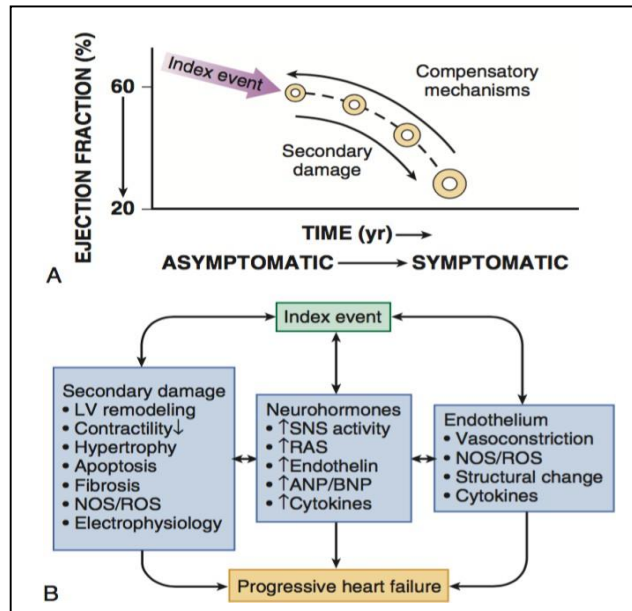 EJECTION FRACTION (%)
60
20
Index event
Compensatory
mechanisms
Secondary
damage
TIME (yr)
ASYMPTOMATIC
SYMPTOMATIC
A
Index event
Secondary damage
• LV remodeling
• Contractility↓
• Hypertrophy
• Apoptosis
• Fibrosis
• NOS/ROS
• Electrophysiology
Neurohormones
• ↑SNS activity
• ↑RAS
• ↑Endothelin
• ↑ANP/BNP
• ↑Cytokines
Endothelium
• Vasoconstriction
• NOS/ROS
• Structural change
• Cytokines
Progressive heart failure
B